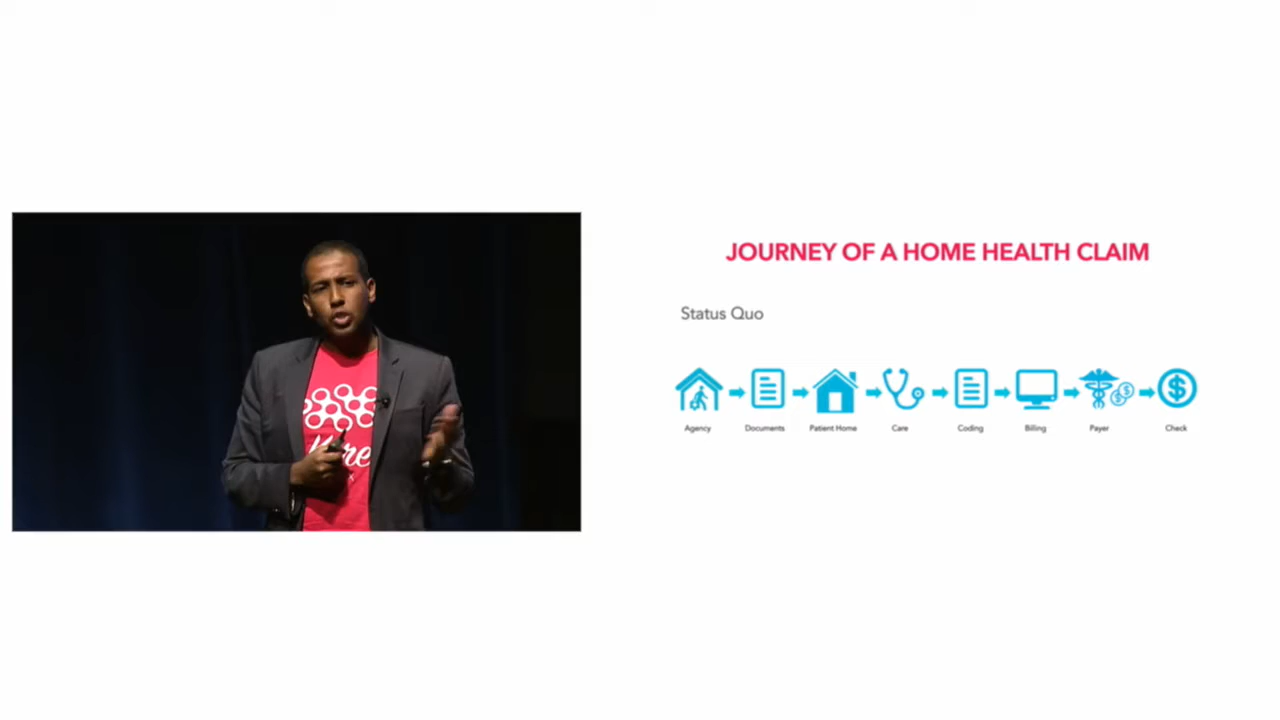 JOURNEY OF A HOME HEALTH CLAIM
Status Quo
Agency Documents Patient Home Care Coding Billing Payer Check